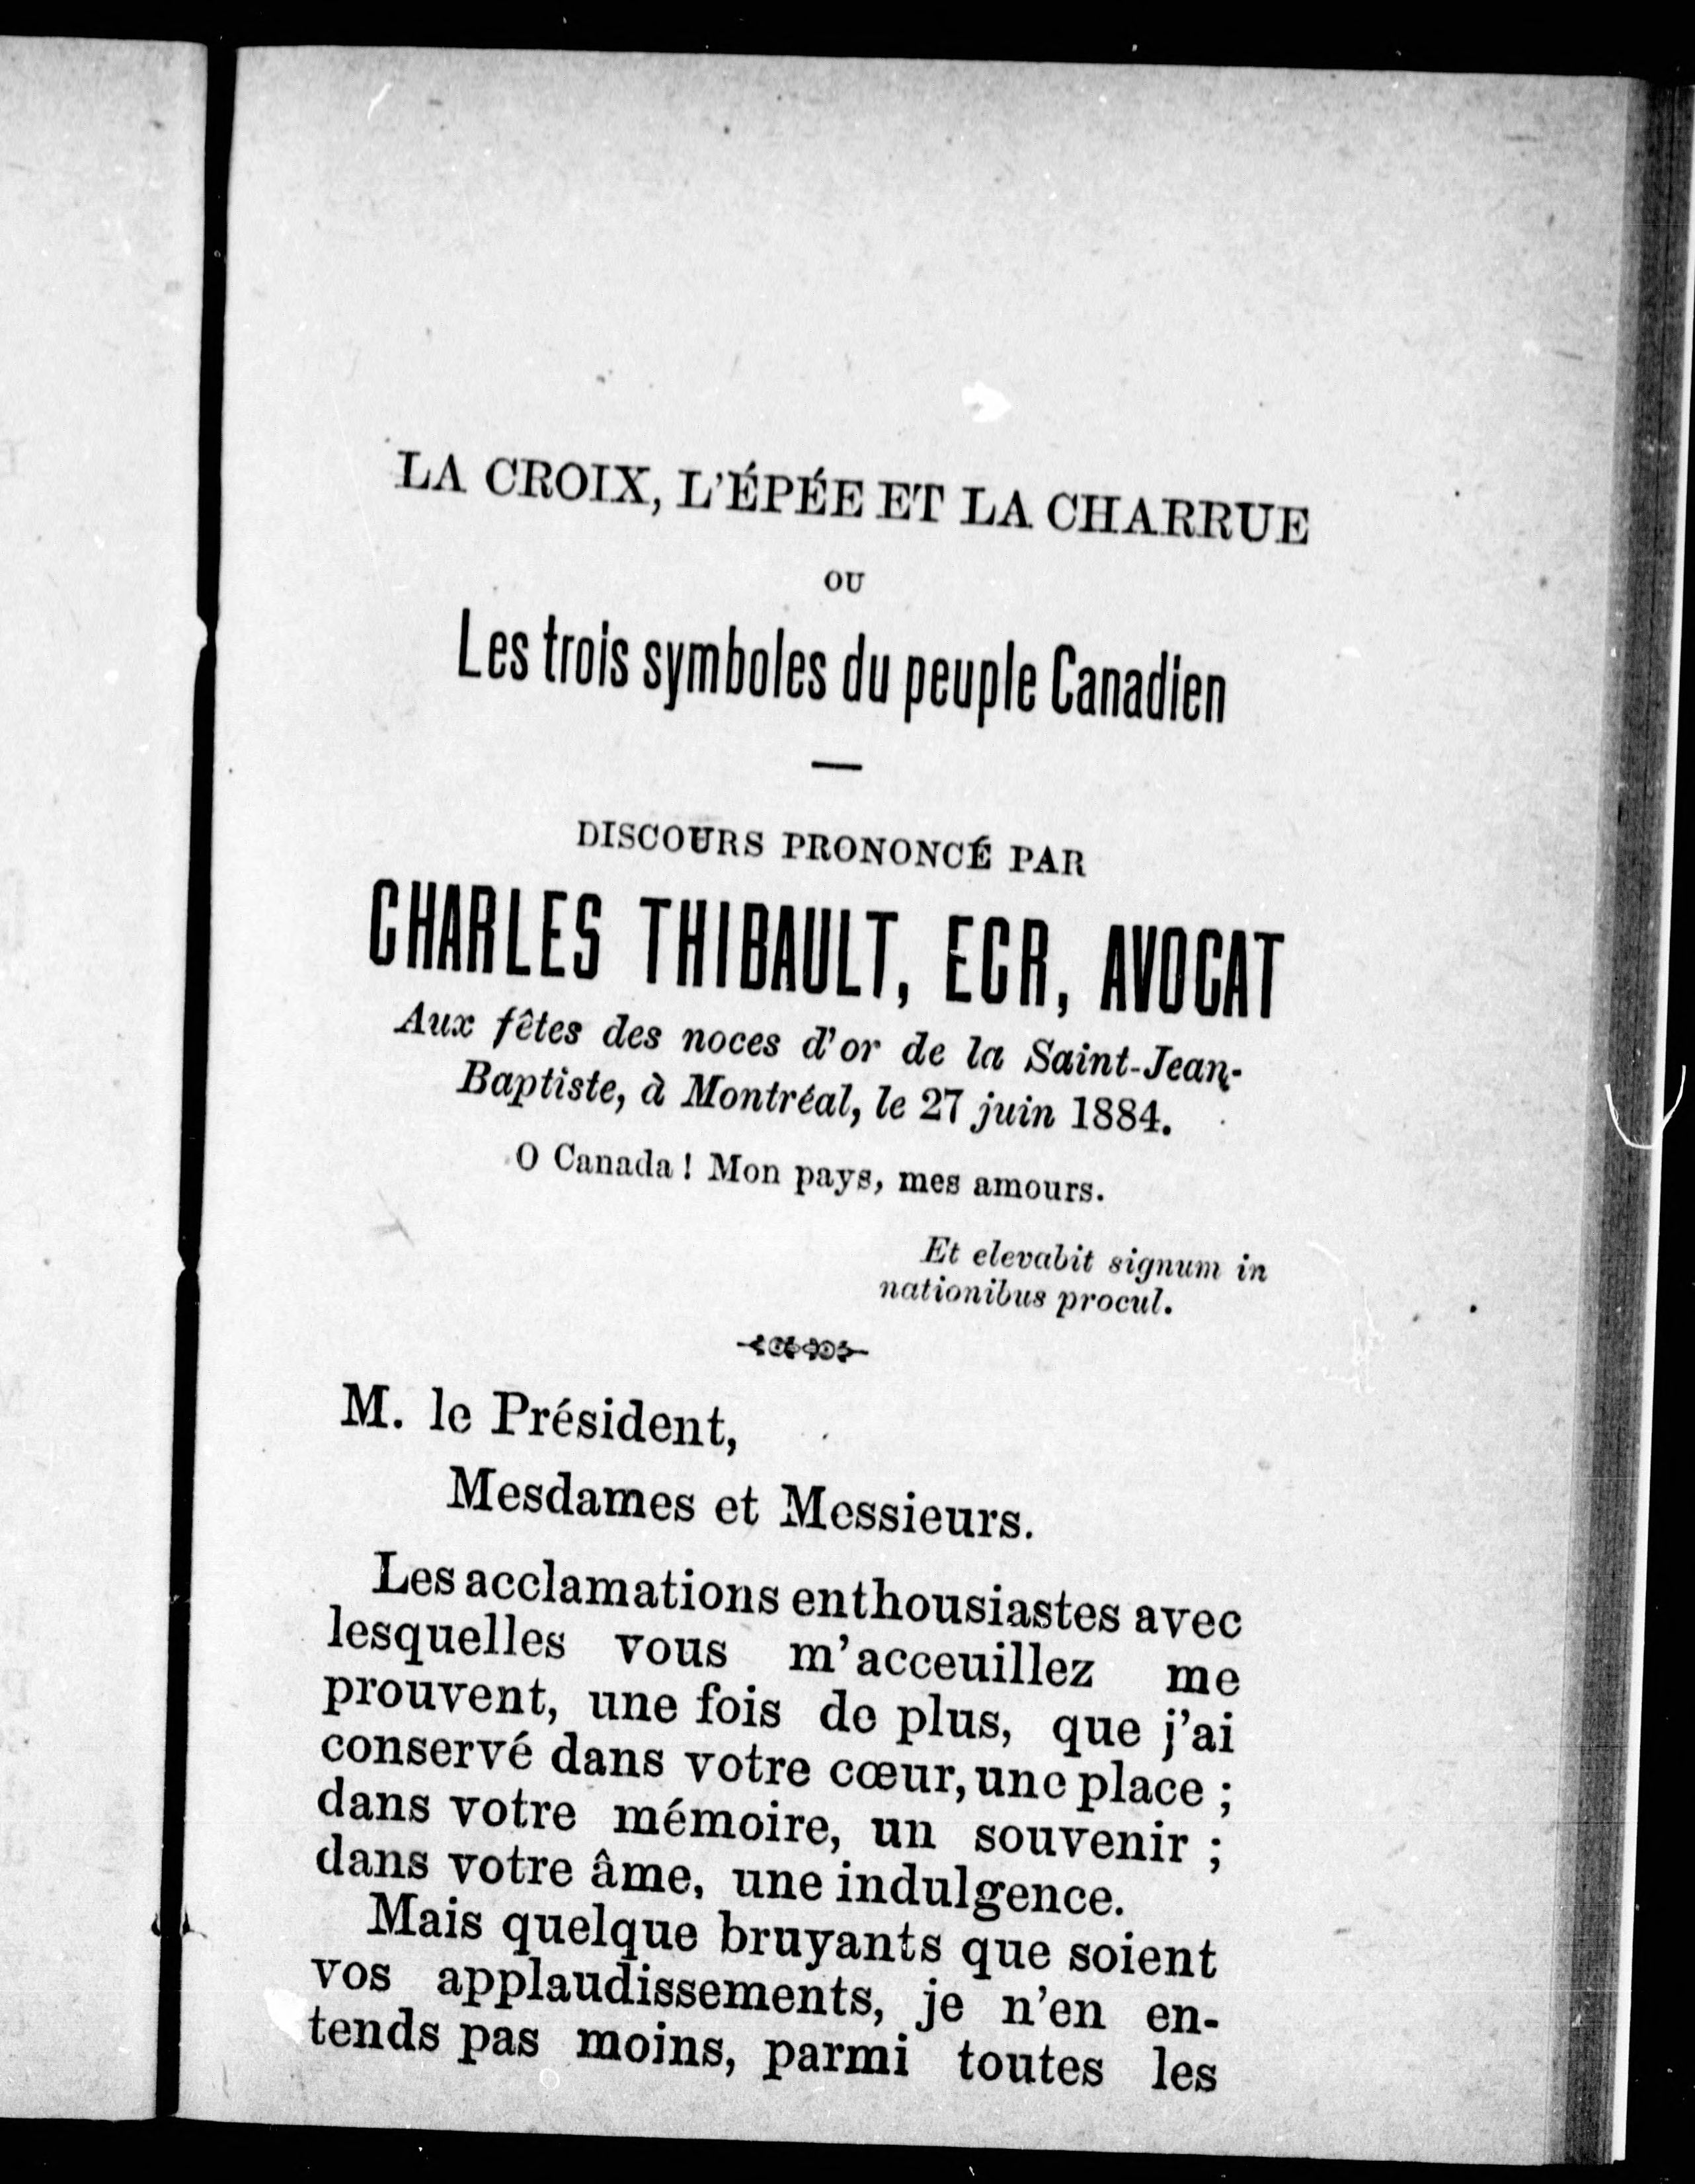 LA CROIX, L'ÉPÉE ET LA CHARRUE
OU
Les trois symboles du peuple Canadien
DISCOURS PRONONCÉ PAR
CHARLES THIBAULT, ECR, AVOCAT
Aux fêtes des noces d'or de la Saint-Jean-
Baptiste, à Montréal, le 27 juin 1884.
O Canada ! Mon pays, mes amours.
Et elevabit signum in
nationibus procul.
M. le Président,
Mesdames et Messieurs.
Les acclamations enthousiastes avec
lesquelles vous m'acceuillez me
prouvent, une fois de plus, que j'ai
conservé dans votre cœur, une place ;
dans votre mémoire, un souvenir ;
dans votre âme, une indulgence.
Mais quelque bruyants que soient
vos applaudissements, je n'en en-
tends pas moins, parmi toutes les